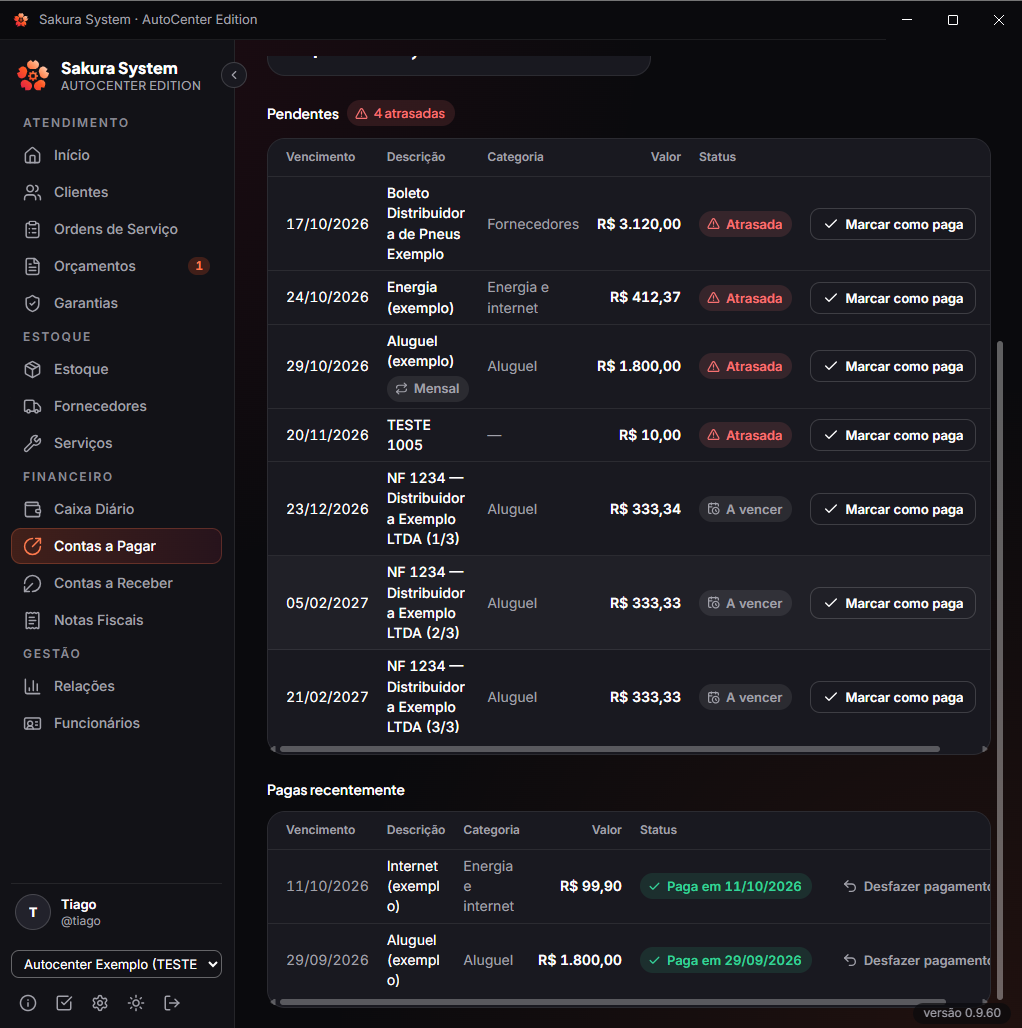 Sakura System · AutoCenter Edition
Sakura System
AUTOCENTER EDITION
ATENDIMENTO
Início
Clientes
Ordens de Serviço
Orçamentos 1
Garantias
ESTOQUE
Estoque
Fornecedores
Serviços
FINANCEIRO
Caixa Diário
Contas a Pagar
Contas a Receber
Notas Fiscais
GESTÃO
Relações
Funcionários
T
Tiago
@tiago
Autocenter Exemplo (TESTE
Pendentes 4 atrasadas
Vencimento Descrição Categoria Valor Status
17/10/2026 Boleto
Distribuidor
a de Pneus
Exemplo
Fornecedores R$ 3.120,00 Atrasada Marcar como paga
24/10/2026 Energia
(exemplo)
Energia e
internet
R$ 412,37 Atrasada Marcar como paga
29/10/2026 Aluguel
(exemplo)
Mensal
Aluguel R$ 1.800,00 Atrasada Marcar como paga
20/11/2026 TESTE
1005
— R$ 10,00 Atrasada Marcar como paga
23/12/2026 NF 1234 —
Distribuidor
a Exemplo
LTDA (1/3)
Aluguel R$ 333,34 A vencer Marcar como paga
05/02/2027 NF 1234 —
Distribuidor
a Exemplo
LTDA (2/3)
Aluguel R$ 333,33 A vencer Marcar como paga
21/02/2027 NF 1234 —
Distribuidor
a Exemplo
LTDA (3/3)
Aluguel R$ 333,33 A vencer Marcar como paga
Pagas recentemente
Vencimento Descrição Categoria Valor Status
11/10/2026 Internet
(exempl
o)
Energia
e
internet
R$ 99,90 Paga em 11/10/2026 Desfazer pagamento
29/09/2026 Aluguel
(exempl
o)
Aluguel R$ 1.800,00 Paga em 29/09/2026 Desfazer pagamento
versão 0.9.60